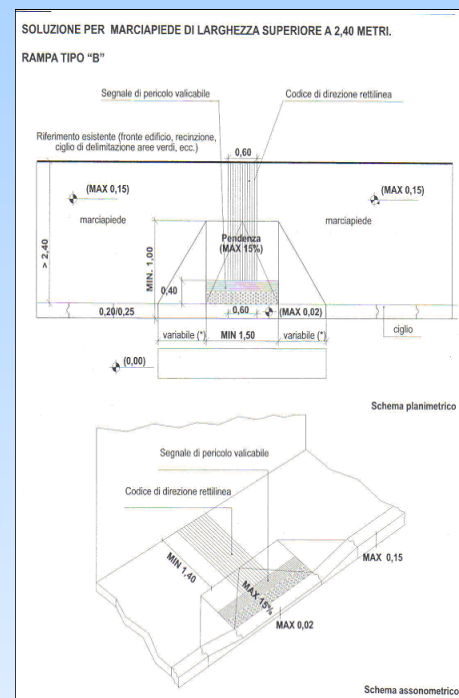 SOLUZIONE PER MARCIAPIEDE DI LARGHEZZA SUPERIORE A 2,40 METRI.
RAMPA TIPO “B”
Segnale di pericolo valicabile
Codice di direzione rettilinea
Riferimento esistente (fronte edificio, recinzione,
ciglio di delimitazione aree verdi, ecc.)
0,60
(MAX 0,15)
(MAX 0,15)
marciapiede
marciapiede
> 2,40
MIN. 1,00
Pendenza
(MAX 15%)
0,40
0,20/0,25
0,60
(MAX 0,02)
ciglio
variabile (*)
MIN 1,50
variabile (*)
(0,00)
Schema planimetrico
Segnale di pericolo valicabile
Codice di direzione rettilinea
MIN 1,40
MAX 15%
MAX 0,15
MAX 0,02
Schema assonometrico